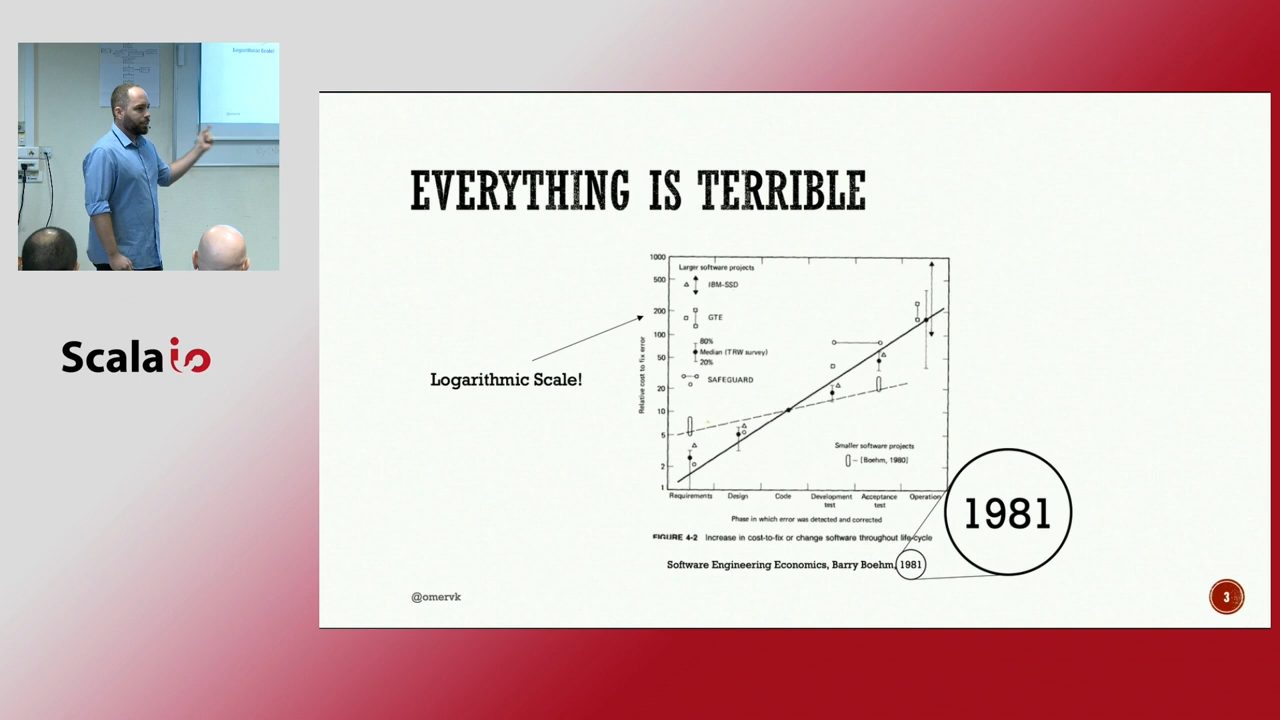 Logarithmic Scale!
Scalaio
EVERYTHING IS TERRIBLE
Logarithmic Scale!
Relative cost to fix error
1000
500
200
100
50
20
10
5
2
1
Larger software projects
IBM-SSD
GTE
80%
Median (TRW survey)
20%
SAFEGUARD
Smaller software projects
[Boehm, 1980]
Requirements Design Code Development test Acceptance test Operation
Phase in which error was detected and corrected
FIGURE 4-2 Increase in cost-to-fix or change software throughout life-cycle
Software Engineering Economics, Barry Boehm, 1981
1981
@omervk
3